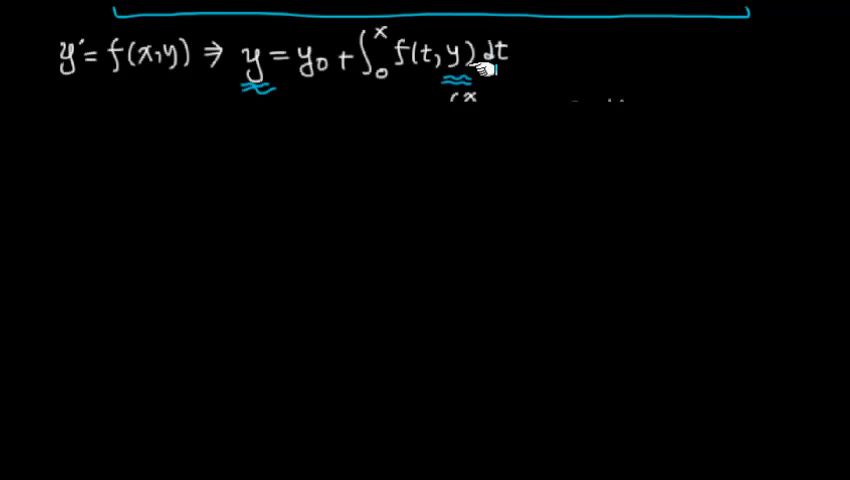 y' = f(x,y) ⇒ y = y₀ + ∫₀ˣ f(t,y) dt